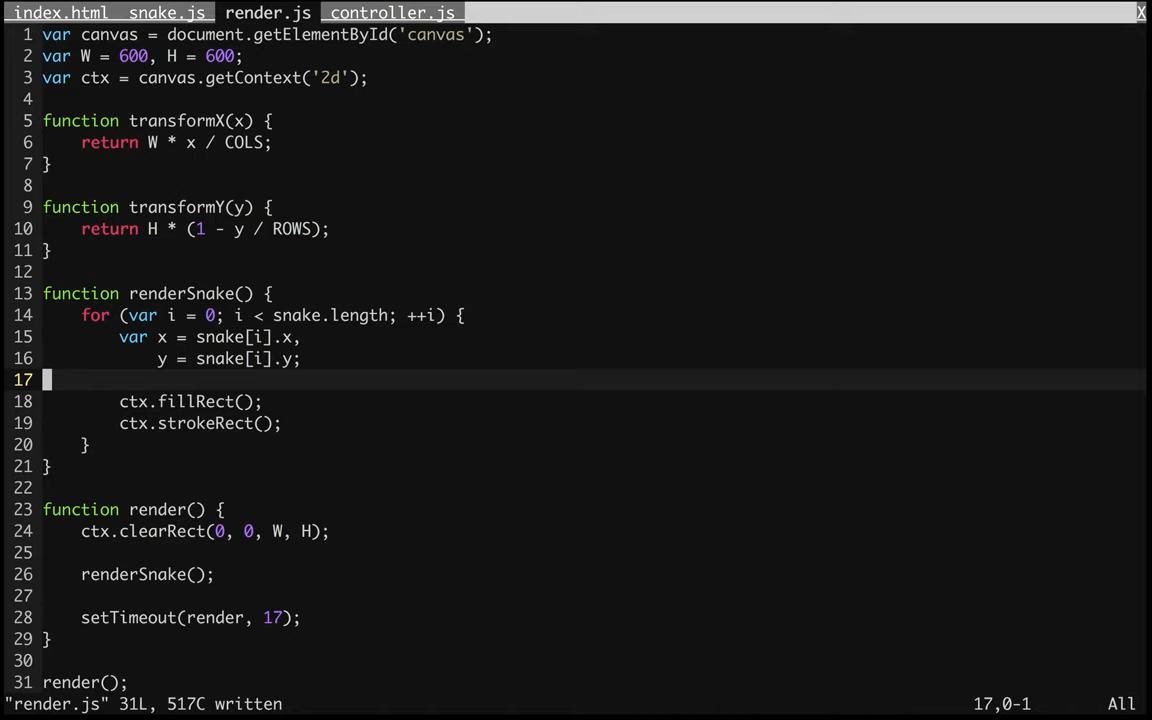 index.html  snake.js  render.js  controller.js  X
1 var canvas = document.getElementById('canvas');
2 var W = 600, H = 600;
3 var ctx = canvas.getContext('2d');
4
5 function transformX(x) {
6     return W * x / COLS;
7 }
8
9 function transformY(y) {
10     return H * (1 - y / ROWS);
11 }
12
13 function renderSnake() {
14     for (var i = 0; i < snake.length; ++i) {
15         var x = snake[i].x,
16             y = snake[i].y;
17
18         ctx.fillRect();
19         ctx.strokeRect();
20     }
21 }
22
23 function render() {
24     ctx.clearRect(0, 0, W, H);
25
26     renderSnake();
27
28     setTimeout(render, 17);
29 }
30
31 render();
"render.js" 31L, 517C written  17,0-1  All